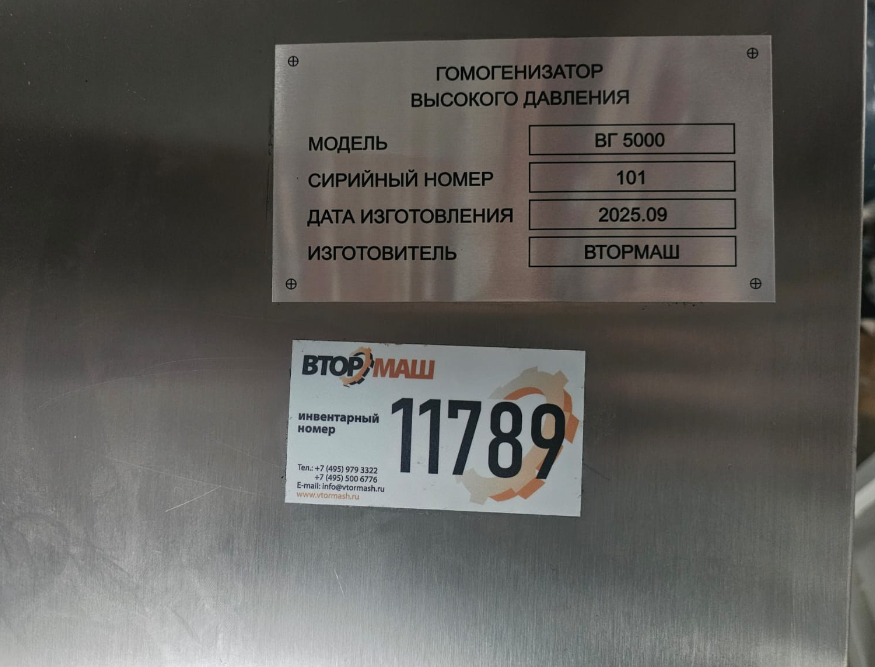 ГОМОГЕНИЗАТОР
ВЫСОКОГО ДАВЛЕНИЯ
МОДЕЛЬ ВГ 5000
СИРИЙНЫЙ НОМЕР 101
ДАТА ИЗГОТОВЛЕНИЯ 2025.09
ИЗГОТОВИТЕЛЬ ВТОРМАШ
ВТОРМАШ
инвентарный
номер
11789
Тел.: +7 (495) 979 3322
+7 (495) 500 6776
E-mail: info@vtormash.ru
www.vtormash.ru